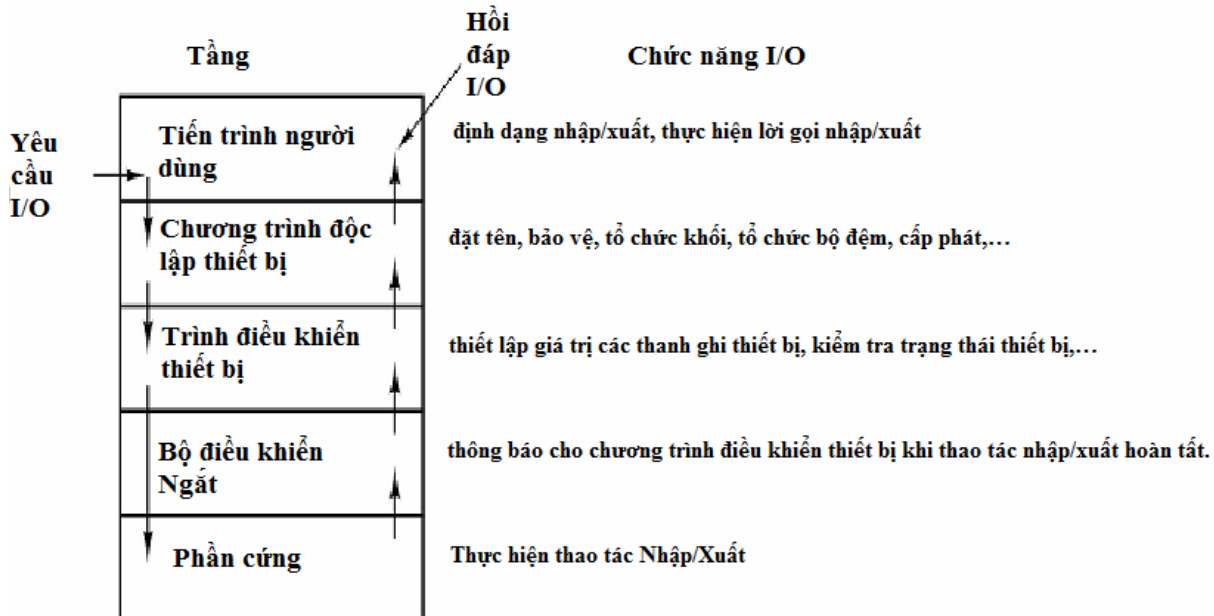 Tầng
Hồi
đáp
I/O
Chức năng I/O
Yêu
cầu
I/O
Tiến trình người
dùng
định dạng nhập/xuất, thực hiện lời gọi nhập/xuất
Chương trình độc
lập thiết bị
đặt tên, bảo vệ, tổ chức khối, tổ chức bộ đệm, cấp phát,…
Trình điều khiển
thiết bị
thiết lập giá trị các thanh ghi thiết bị, kiểm tra trạng thái thiết bị,…
Bộ điều khiển
Ngắt
thông báo cho chương trình điều khiển thiết bị khi thao tác nhập/xuất hoàn tất.
Phần cứng
Thực hiện thao tác Nhập/Xuất